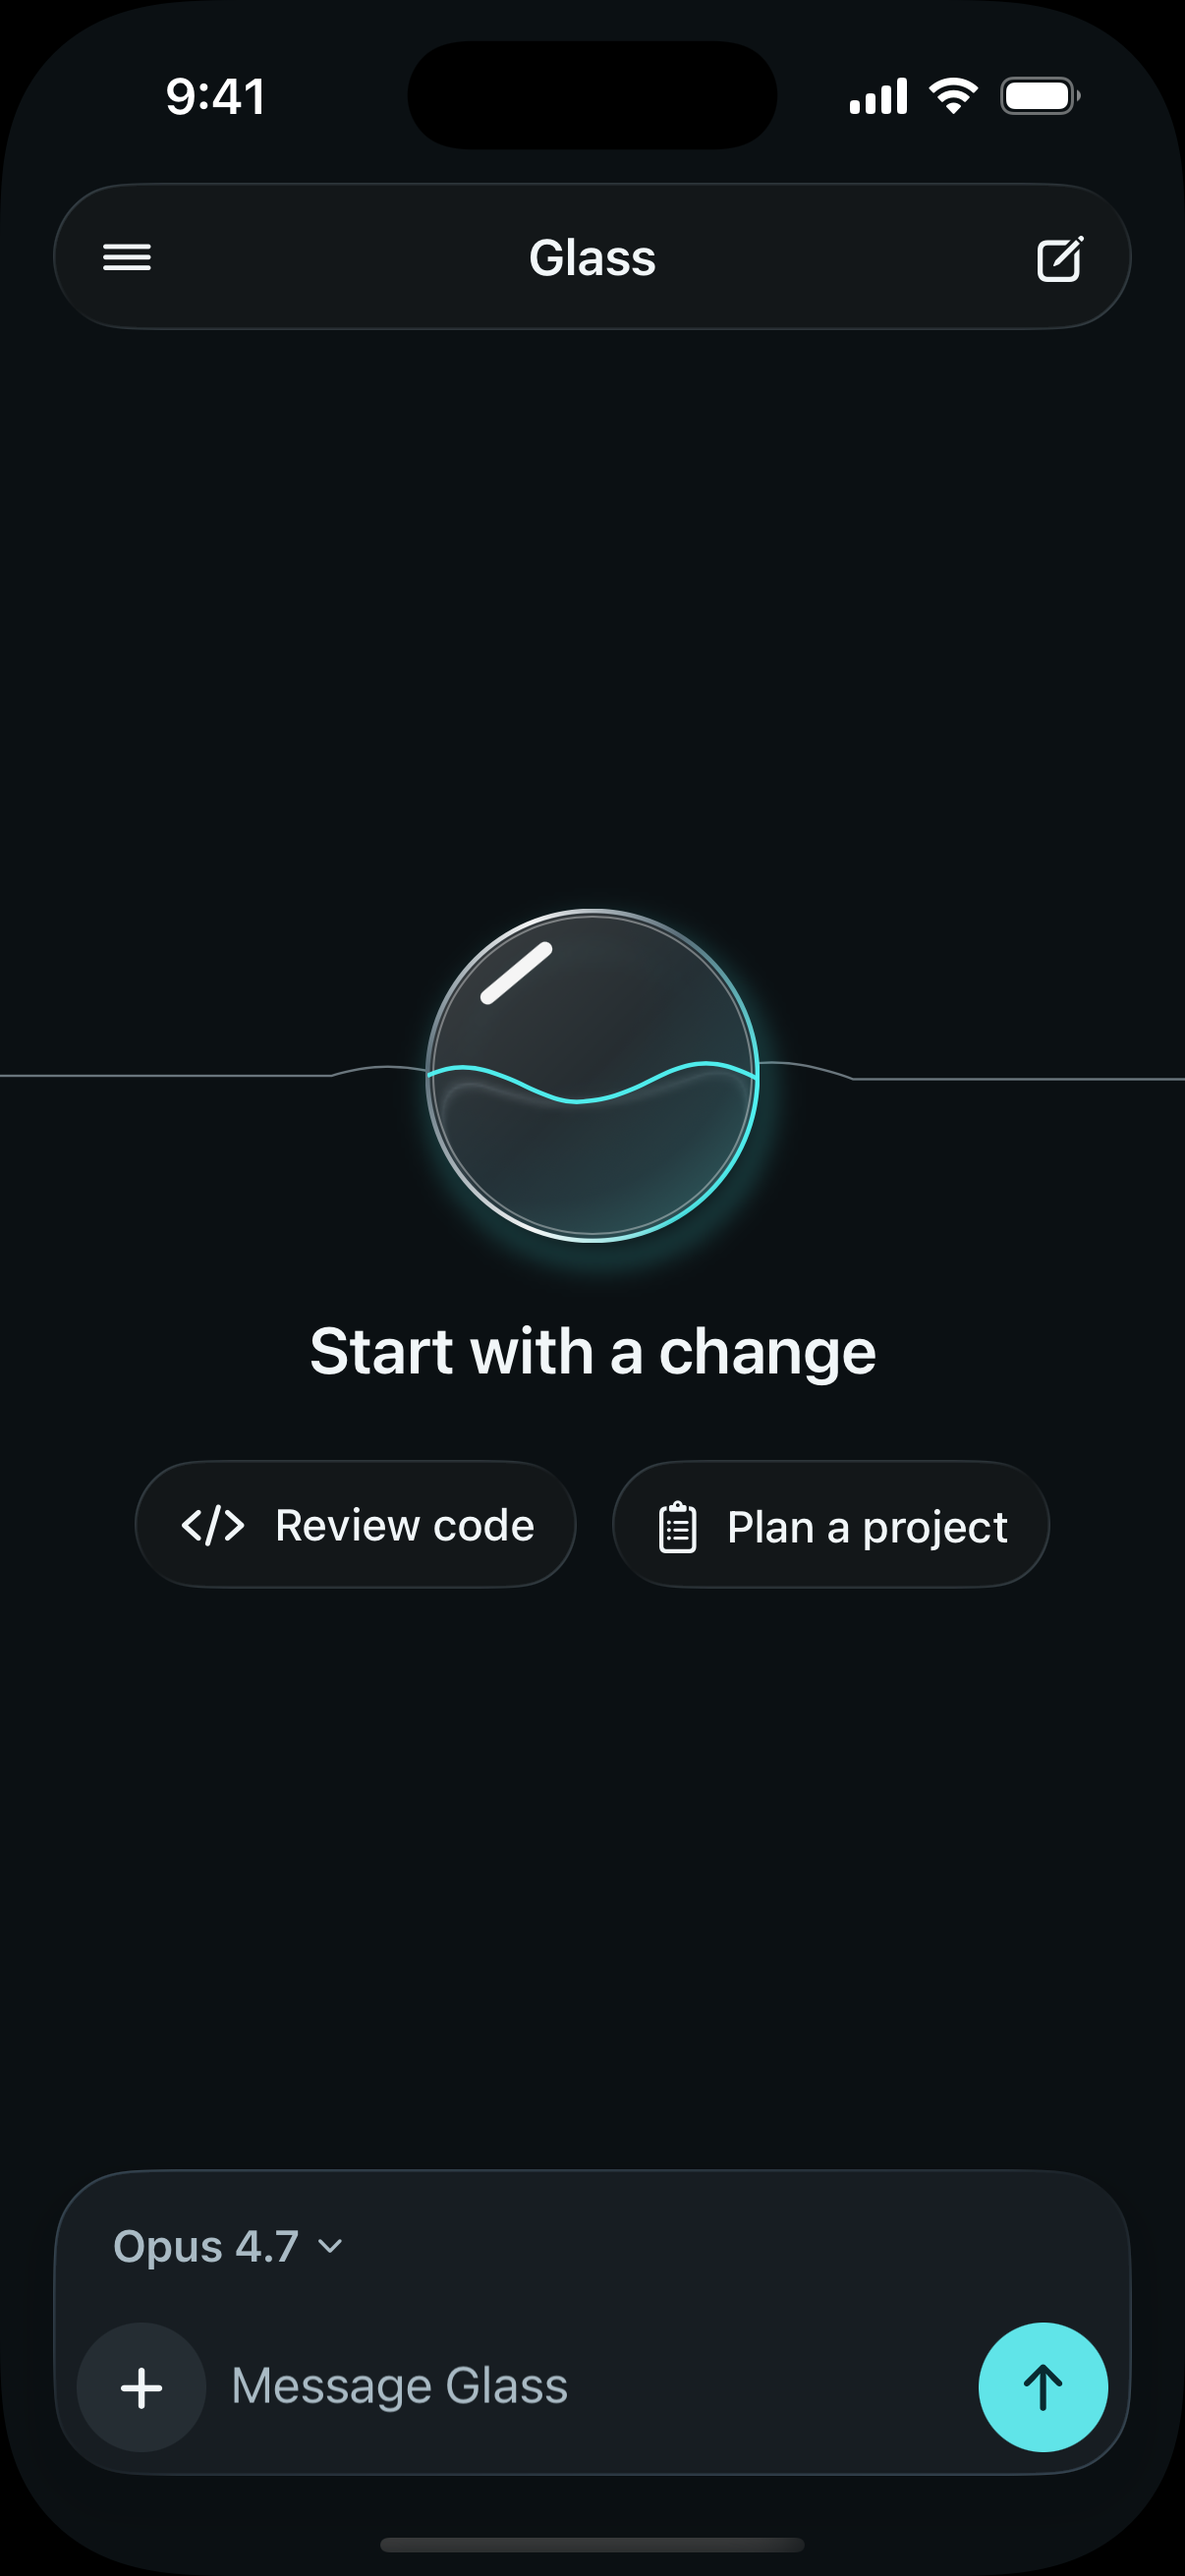 9:41
Glass
Start with a change
Review code
Plan a project
Opus 4.7
Message Glass